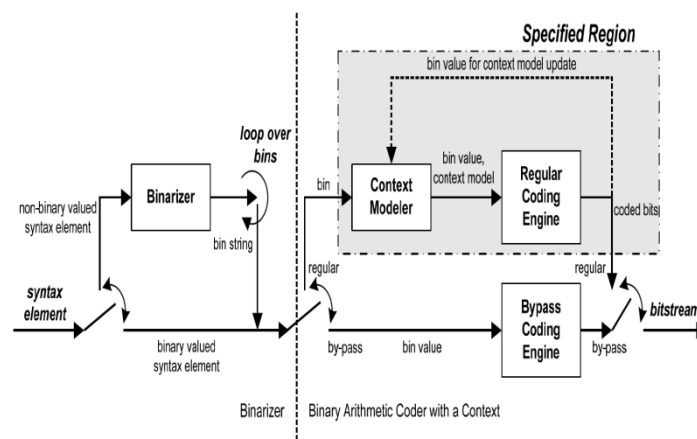 Specified Region
bin value for context model update
loop over
bins
Binarizer
bin
Context
Modeler
bin value,
context model
Regular
Coding
Engine
non-binary valued
syntax element
bin string
coded bits
syntax
element
regular
regular
bitstream
binary valued
syntax element
by-pass
bin value
Bypass
Coding
Engine
by-pass
Binarizer
Binary Arithmetic Coder with a Context